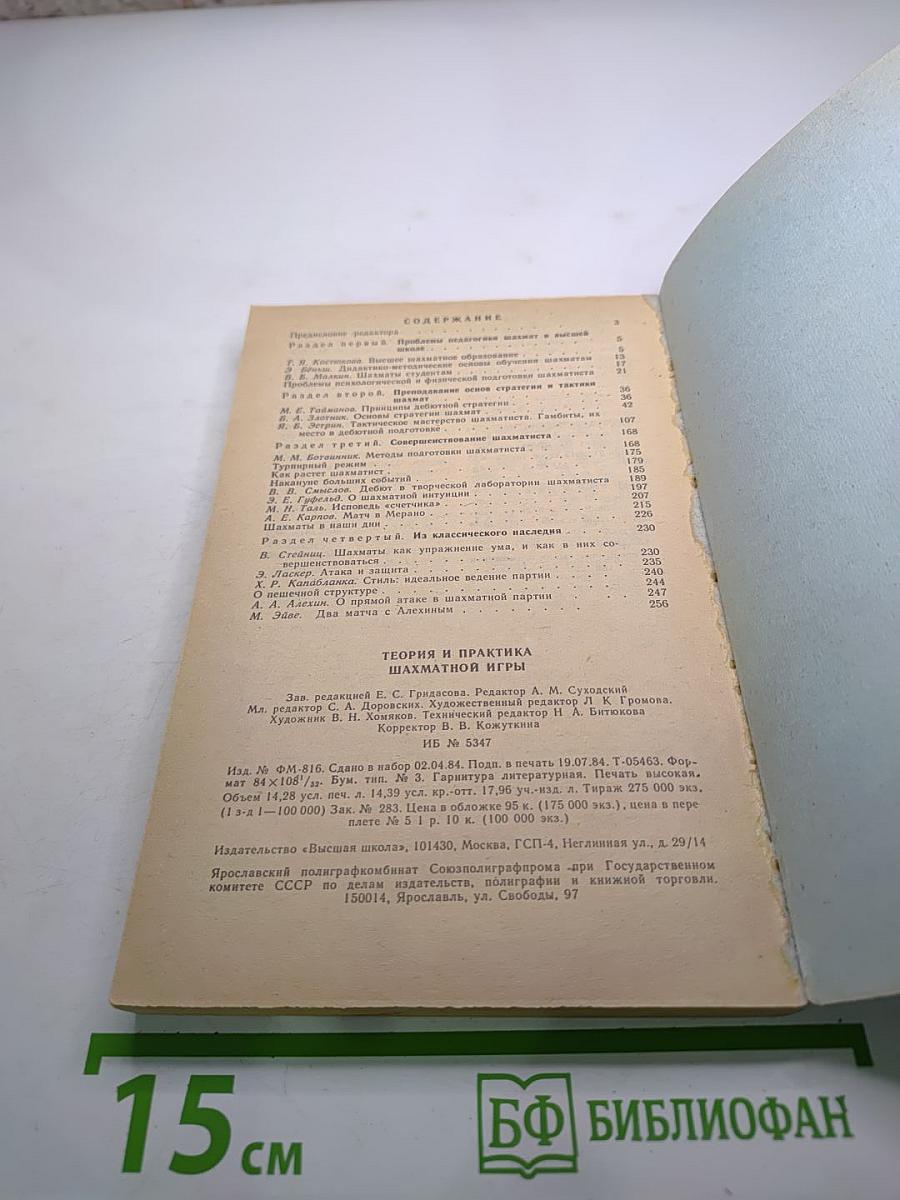 СОДЕРЖАНИЕ
Предисловие редактора . . . . . . . . . 3
Раздел первый. Проблемы педагогики шахмат в высшей
школе . . . . . . . . . 5
Т. Я. Костюкова. Высшее шахматное образование . . . 5
Э. Бёньш. Дидактико-методические основы обучения шахматам 13
В. Б. Малкин. Шахматы студентам . . . . . . 17
Проблемы психологической и физической подготовки шахматиста 21
Раздел второй. Преподавание основ стратегии и тактики
шахмат . . . . . . . . . 36
М. Е. Тайманов. Принципы дебютной стратегии . . . . 36
Б. А. Злотник. Основы стратегии шахмат . . . . . 42
Я. Б. Эстрин. Тактическое мастерство шахматиста. Гамбиты, их
место в дебютной подготовке . . . . . . . 107
Раздел третий. Совершенствование шахматиста . . . . 168
М. М. Ботвинник. Методы подготовки шахматиста . . . . 168
Турнирный режим . . . . . . . . . 175
Как растет шахматист . . . . . . . . . 179
Накануне больших событий . . . . . . . . 185
В. В. Смыслов. Дебют в творческой лаборатории шахматиста 189
Э. Е. Гуфельд. О шахматной интуиции . . . . . . 197
М. Н. Таль. Исповедь «счетчика» . . . . . . . 207
А. Е. Карпов. Матч в Мерано . . . . . . . 215
Шахматы в наши дни . . . . . . . . . 226
Раздел четвертый. Из классического наследия . . . . 230
В. Стейниц. Шахматы как упражнение ума, и как в них со-
вершенствоваться . . . . . . . . . 230
Э. Ласкер. Атака и защита . . . . . . . . 235
Х. Р. Капабланка. Стиль: идеальное ведение партии . . . . 240
О пешечной структуре . . . . . . . . . 244
А. А. Алехин. О прямой атаке в шахматной партии . . . . 247
М. Эйве. Два матча с Алехиным . . . . . . . 256
ТЕОРИЯ И ПРАКТИКА
ШАХМАТНОЙ ИГРЫ
Зав. редакцией Е. С. Гридасова. Редактор А. М. Суходский
Мл. редактор С. А. Доровских. Художественный редактор Л. К. Громова.
Художник В. Н. Хомяков. Технический редактор Н. А. Битюкова
Корректор В. В. Кожуткина
ИБ № 5347
Изд. № ФМ-816. Сдано в набор 02.04.84. Подп. в печать 19.07.84. Т-05463. Фор-
мат 84×108¹/₃₂. Бум. тип. № 3. Гарнитура литературная. Печать высокая.
Объем 14,28 усл. печ. л. 14,39 усл. кр.-отт. 17,96 уч.-изд. л. Тираж 275 000 экз.
(1 з-д 1—100 000) Зак. № 283. Цена в обложке 95 к. (175 000 экз.), цена в пере-
плете № 5 1 р. 10 к. (100 000 экз.)
Издательство «Высшая школа», 101430, Москва, ГСП-4, Неглинная ул., д. 29/14
Ярославский полиграфкомбинат Союзполиграфпрома при Государственном
комитете СССР по делам издательств, полиграфии и книжной торговли.
150014, Ярославль, ул. Свободы, 97
15 см
БФ БИБЛИОФАН